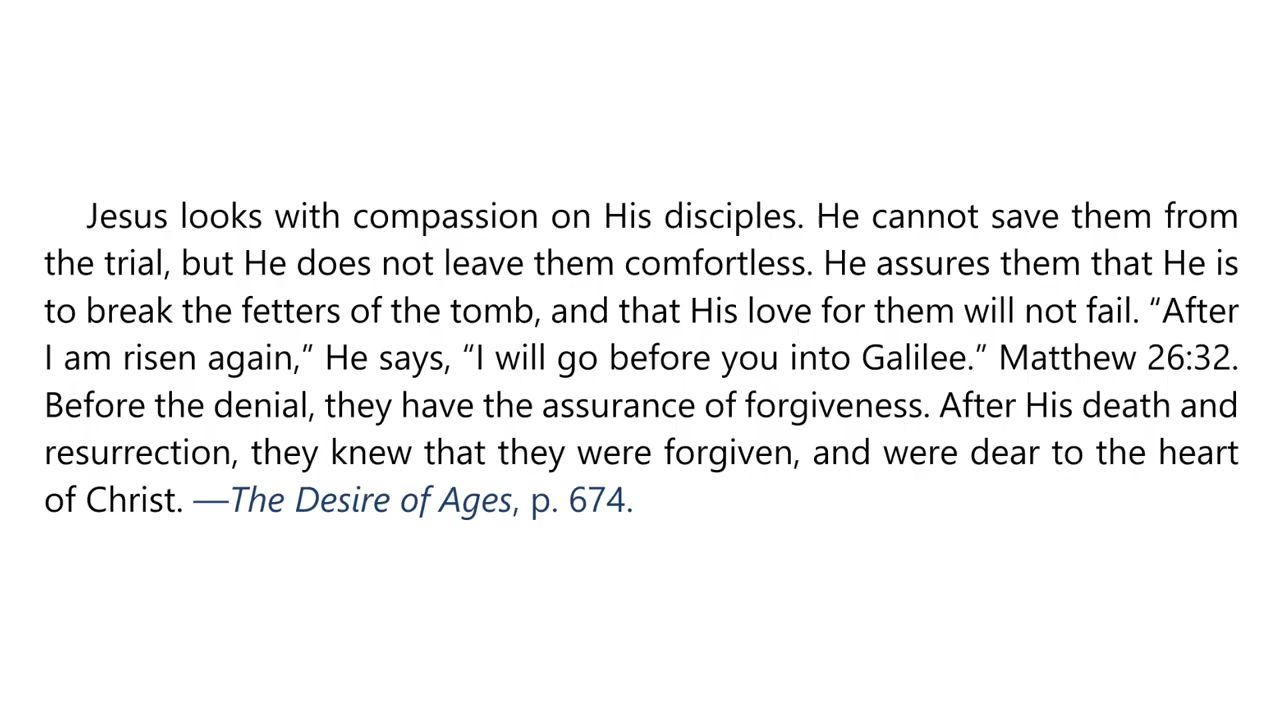 Jesus looks with compassion on His disciples. He cannot save them from
the trial, but He does not leave them comfortless. He assures them that He is
to break the fetters of the tomb, and that His love for them will not fail. “After
I am risen again,” He says, “I will go before you into Galilee.” Matthew 26:32.
Before the denial, they have the assurance of forgiveness. After His death and
resurrection, they knew that they were forgiven, and were dear to the heart
of Christ. —The Desire of Ages, p. 674.